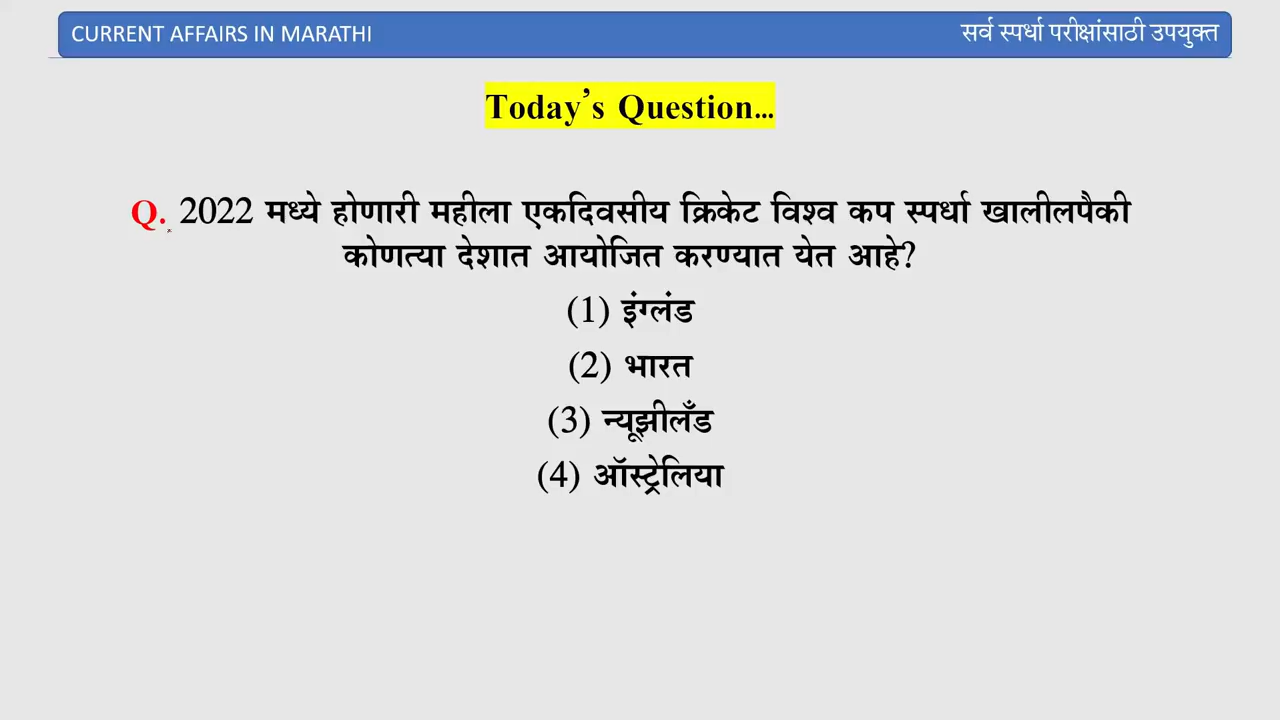 CURRENT AFFAIRS IN MARATHI
सर्व स्पर्धा परीक्षांसाठी उपयुक्त
Today’s Question...
Q. 2022 मध्ये होणारी महीला एकदिवसीय क्रिकेट विश्व कप स्पर्धा खालीलपैकी
कोणत्या देशात आयोजित करण्यात येत आहे?
(1) इंग्लंड
(2) भारत
(3) न्यूझीलँड
(4) ऑस्ट्रेलिया